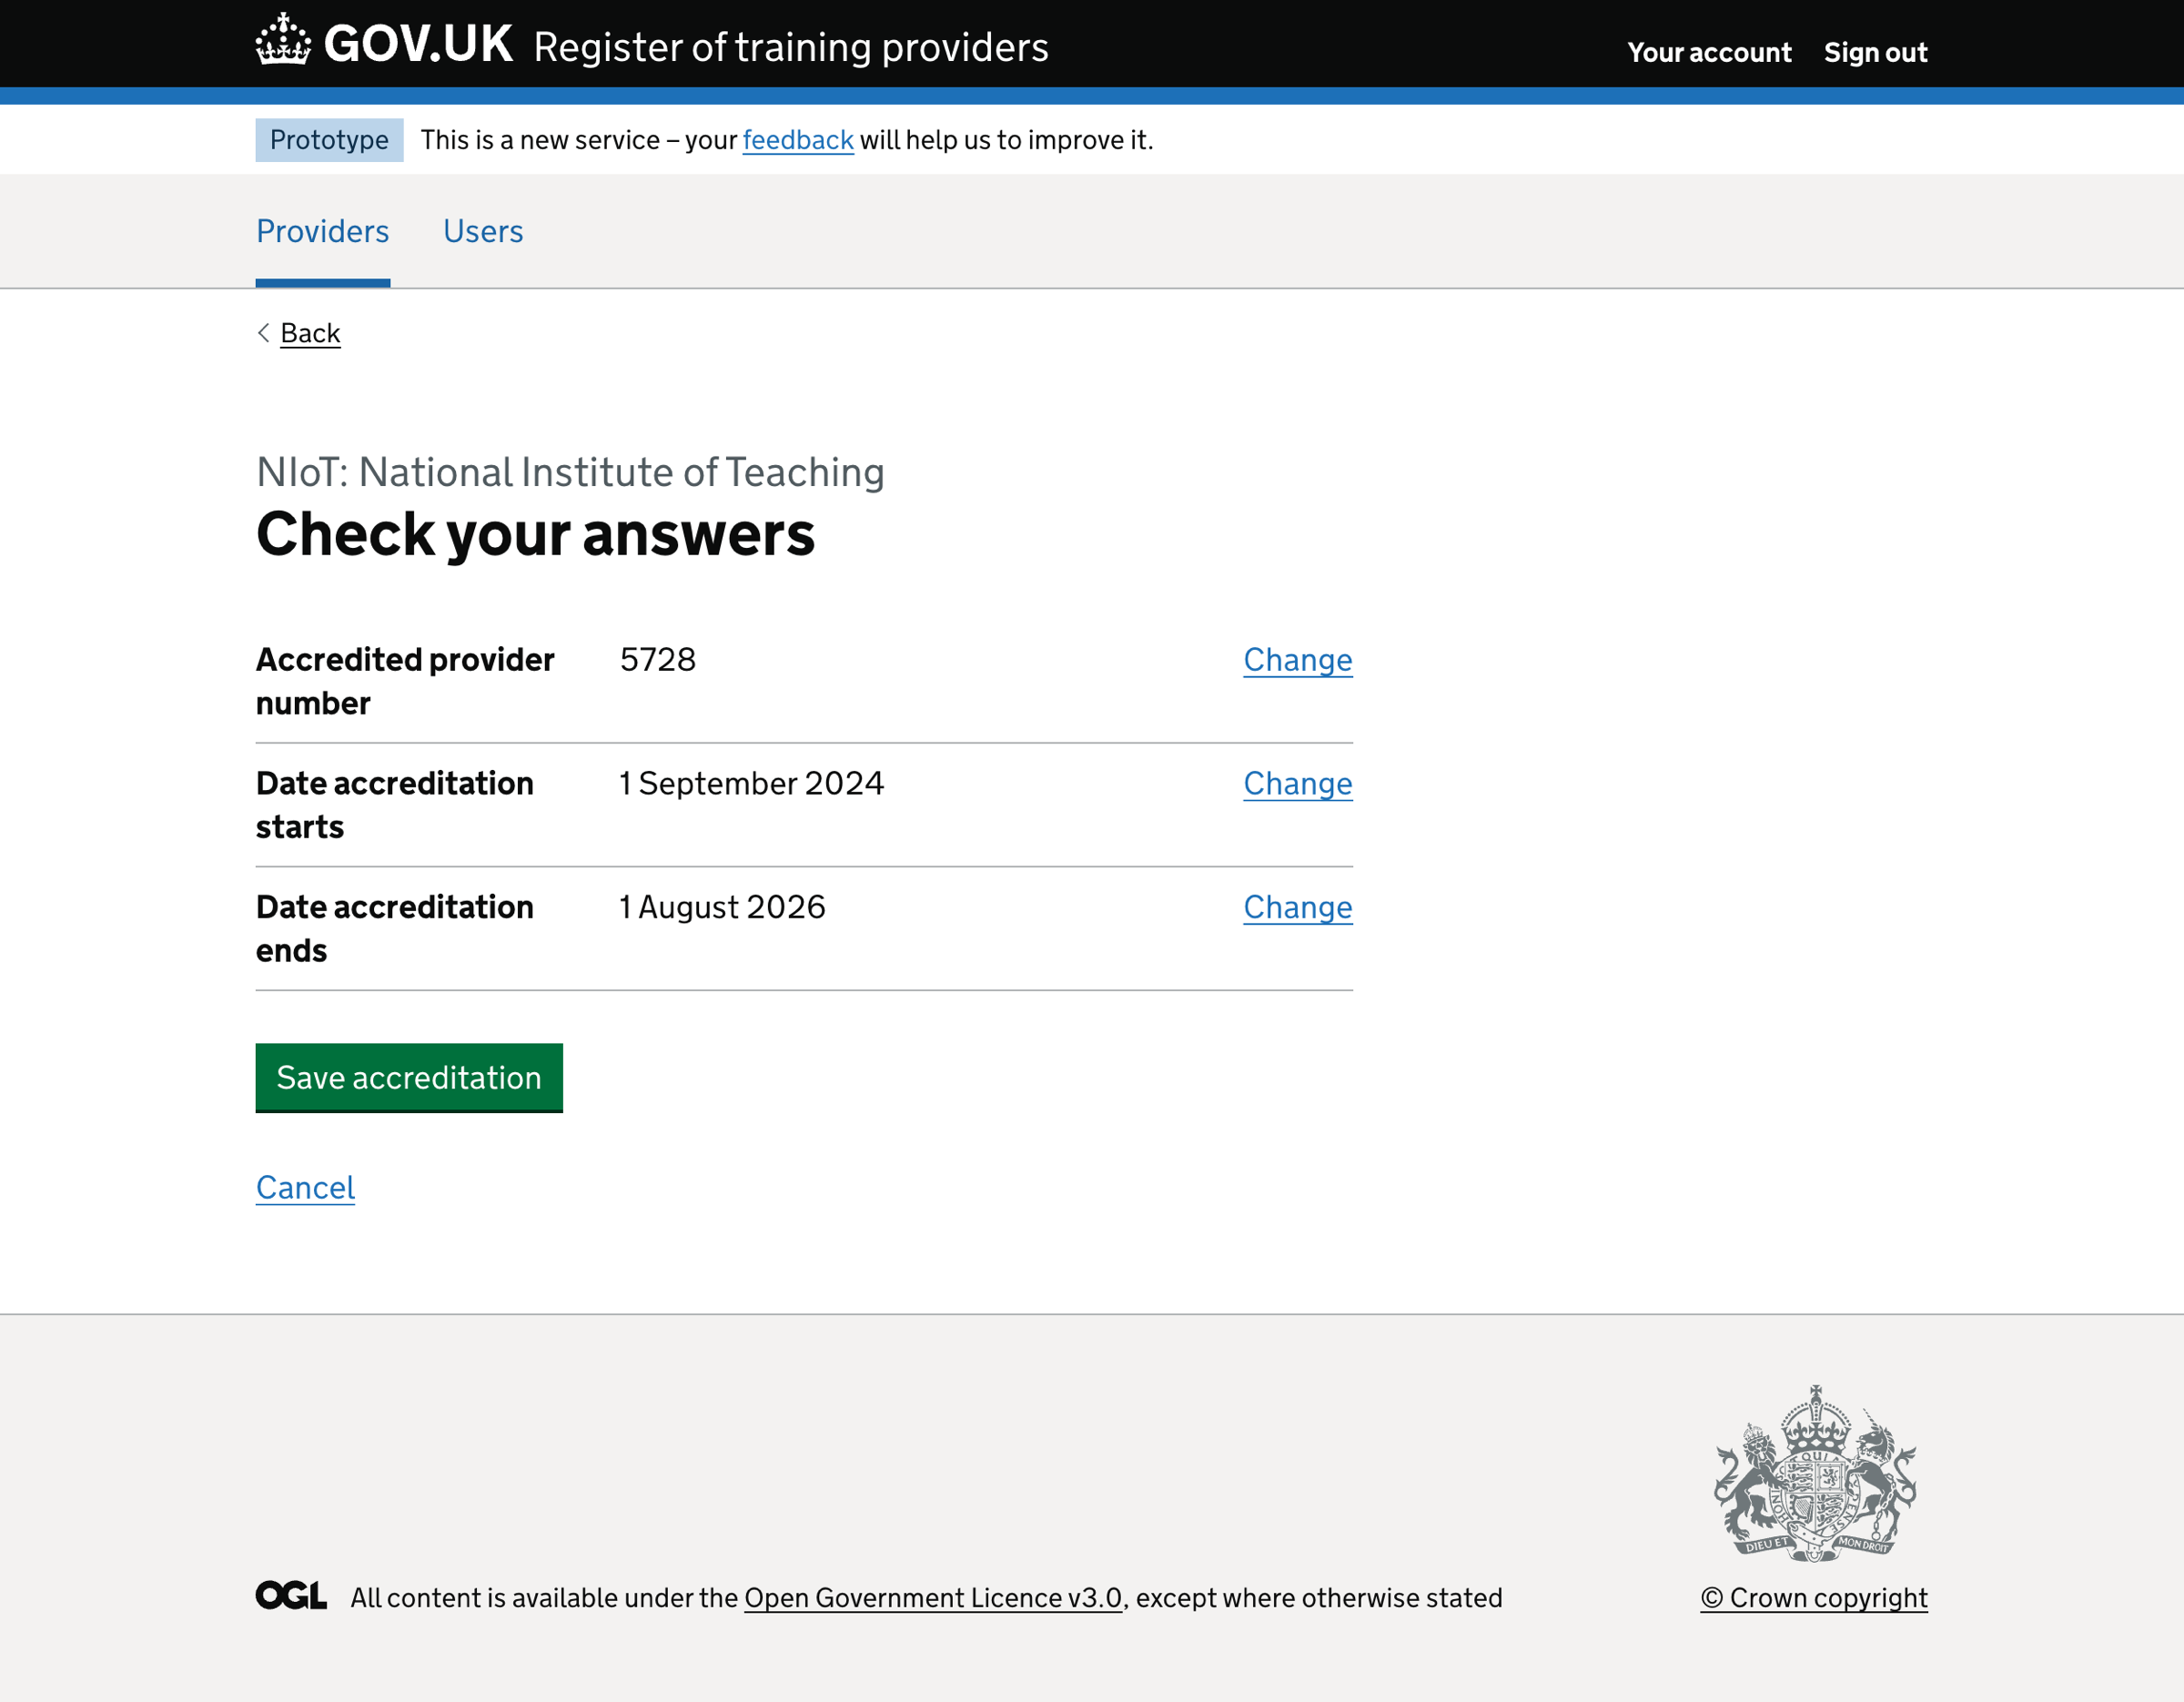 GOV.UK Register of training providers
Your account Sign out
Prototype This is a new service – your feedback will help us to improve it.
Providers Users
Back
NIoT: National Institute of Teaching
Check your answers
Accredited provider number 5728 Change
Date accreditation starts 1 September 2024 Change
Date accreditation ends 1 August 2026 Change
Save accreditation
Cancel
DIEU ET MON DROIT
OGL All content is available under the Open Government Licence v3.0, except where otherwise stated
© Crown copyright